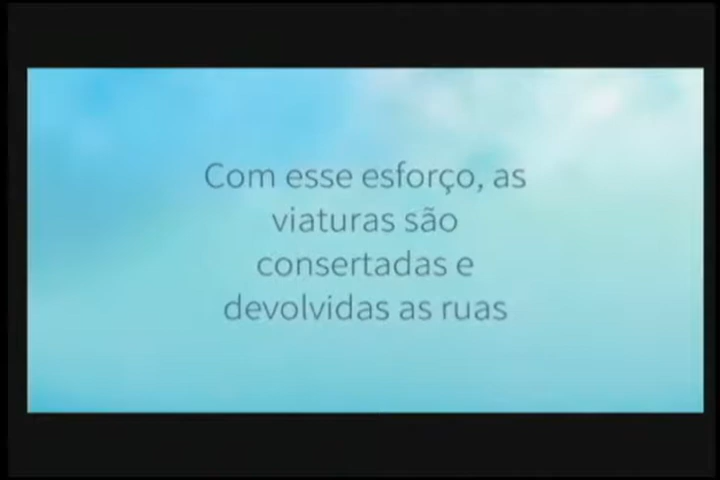 Com esse esforço, as
viaturas são
consertadas e
devolvidas as ruas